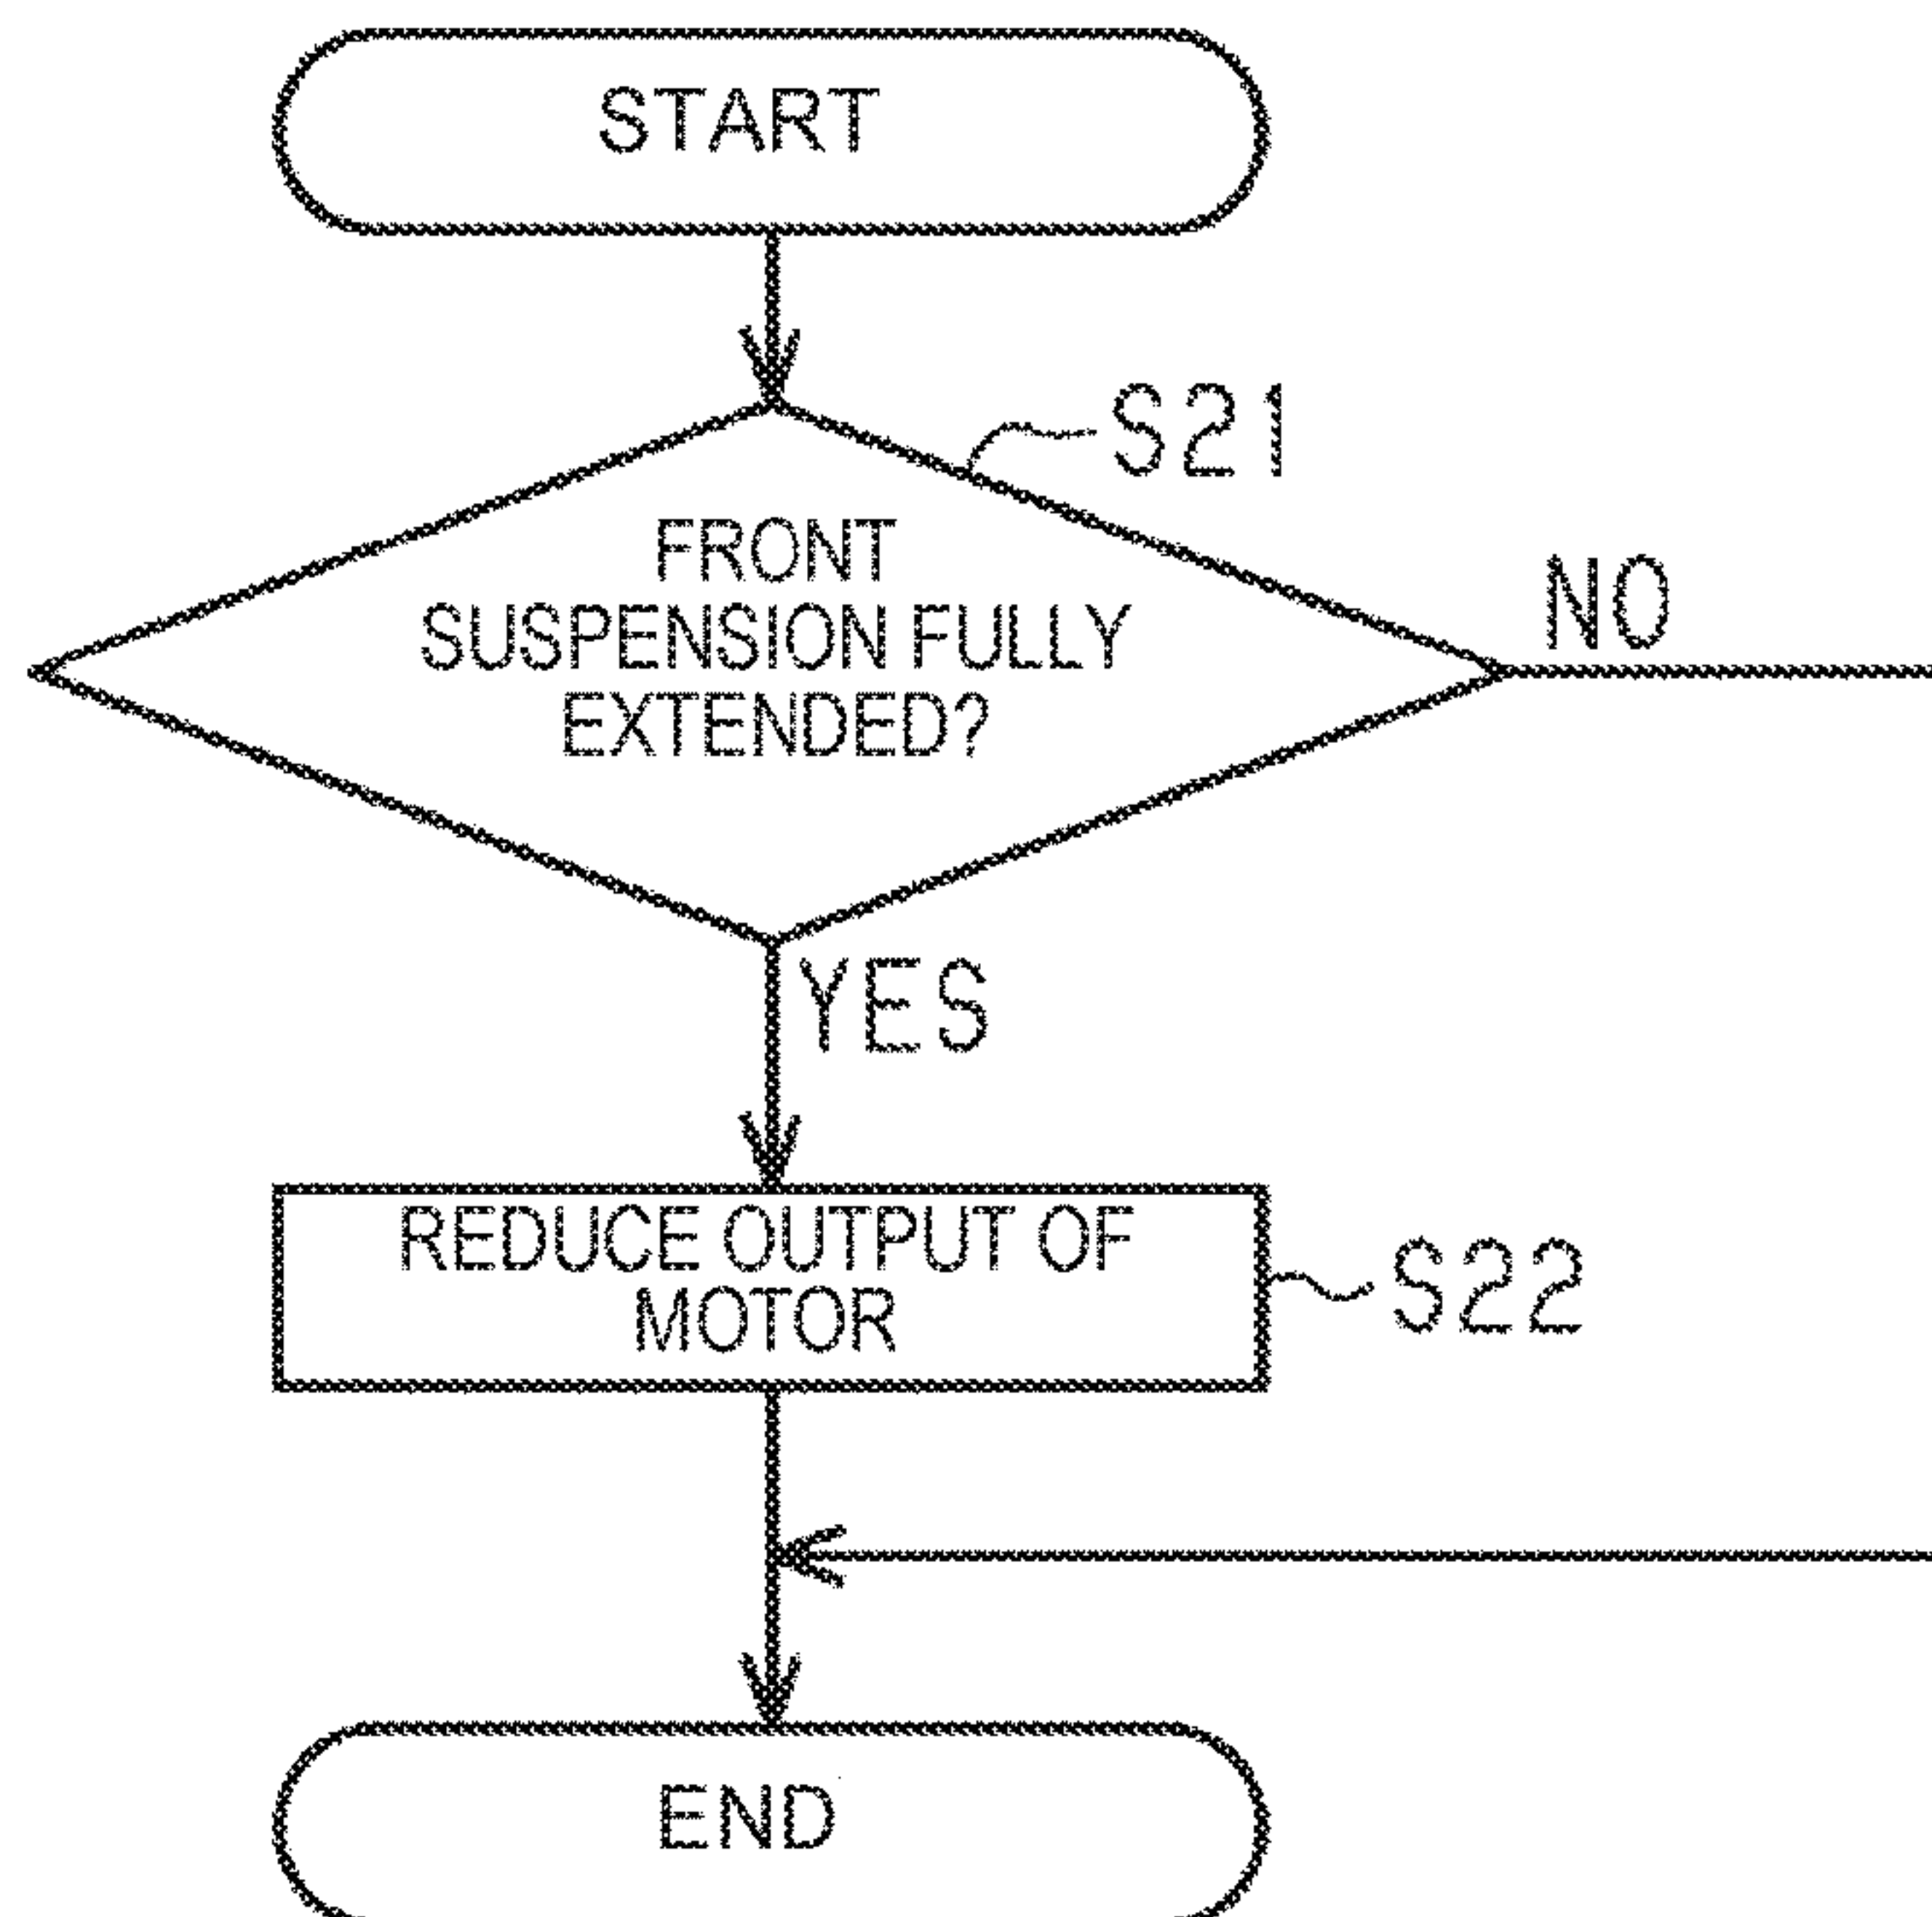 START
S21
FRONT
SUSPENSION FULLY
EXTENDED?
NO
YES
REDUCE OUTPUT OF
MOTOR
S22
END